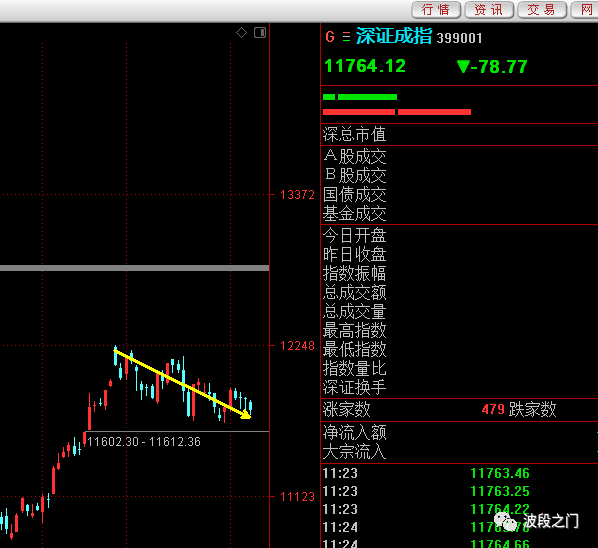 行情 资讯 交易 网
G 深证成指 399001
11764.12 ▼-78.77
深总市值
A股成交
B股成交
国债成交
基金成交
今日开盘
昨日收盘
指数振幅
总成交额
总成交量
最高指数
最低指数
指数量比
深证换手
涨家数 479 跌家数
净流入额
大宗流入
11:23 11763.46
11:23 11763.25
11:23 11764.22
11:24
11:24 11764.66
波段之门
13372
12248
11602.30 - 11612.36
11123